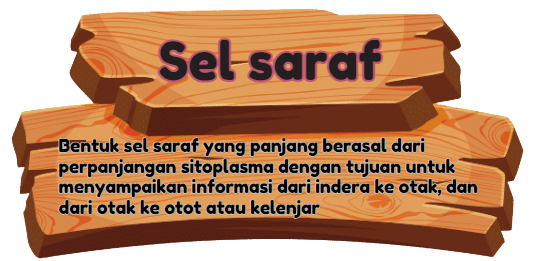 Sel saraf
Bentuk sel saraf yang panjang berasal dari
perpanjangan sitoplasma dengan tujuan untuk
menyampaikan informasi dari indera ke otak, dan
dari otak ke otot atau kelenjar